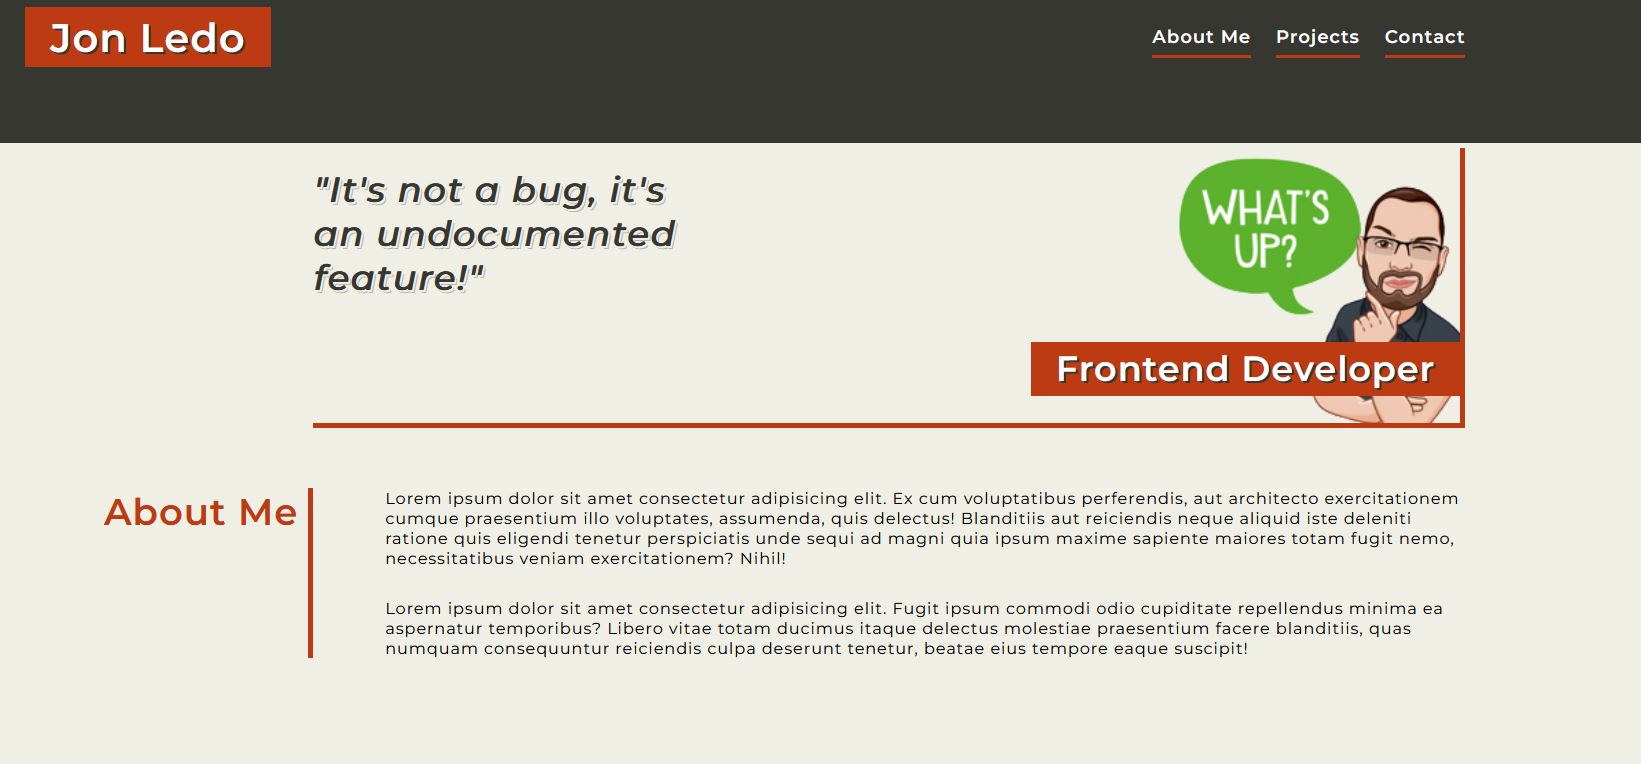 Jon Ledo
About Me Projects Contact
"It's not a bug, it's
an undocumented
feature!"
WHAT'S
UP?
Frontend Developer
About Me
Lorem ipsum dolor sit amet consectetur adipisicing elit. Ex cum voluptatibus perferendis, aut architecto exercitationem
cumque praesentium illo voluptates, assumenda, quis delectus! Blanditiis aut reiciendis neque aliquid iste deleniti
ratione quis eligendi tenetur perspiciatis unde sequi ad magni quia ipsum maxime sapiente maiores totam fugit nemo,
necessitatibus veniam exercitationem? Nihil!
Lorem ipsum dolor sit amet consectetur adipisicing elit. Fugit ipsum commodi odio cupiditate repellendus minima ea
aspernatur temporibus? Libero vitae totam ducimus itaque delectus molestiae praesentium facere blanditiis, quas
numquam consequuntur reiciendis culpa deserunt tenetur, beatae eius tempore eaque suscipit!